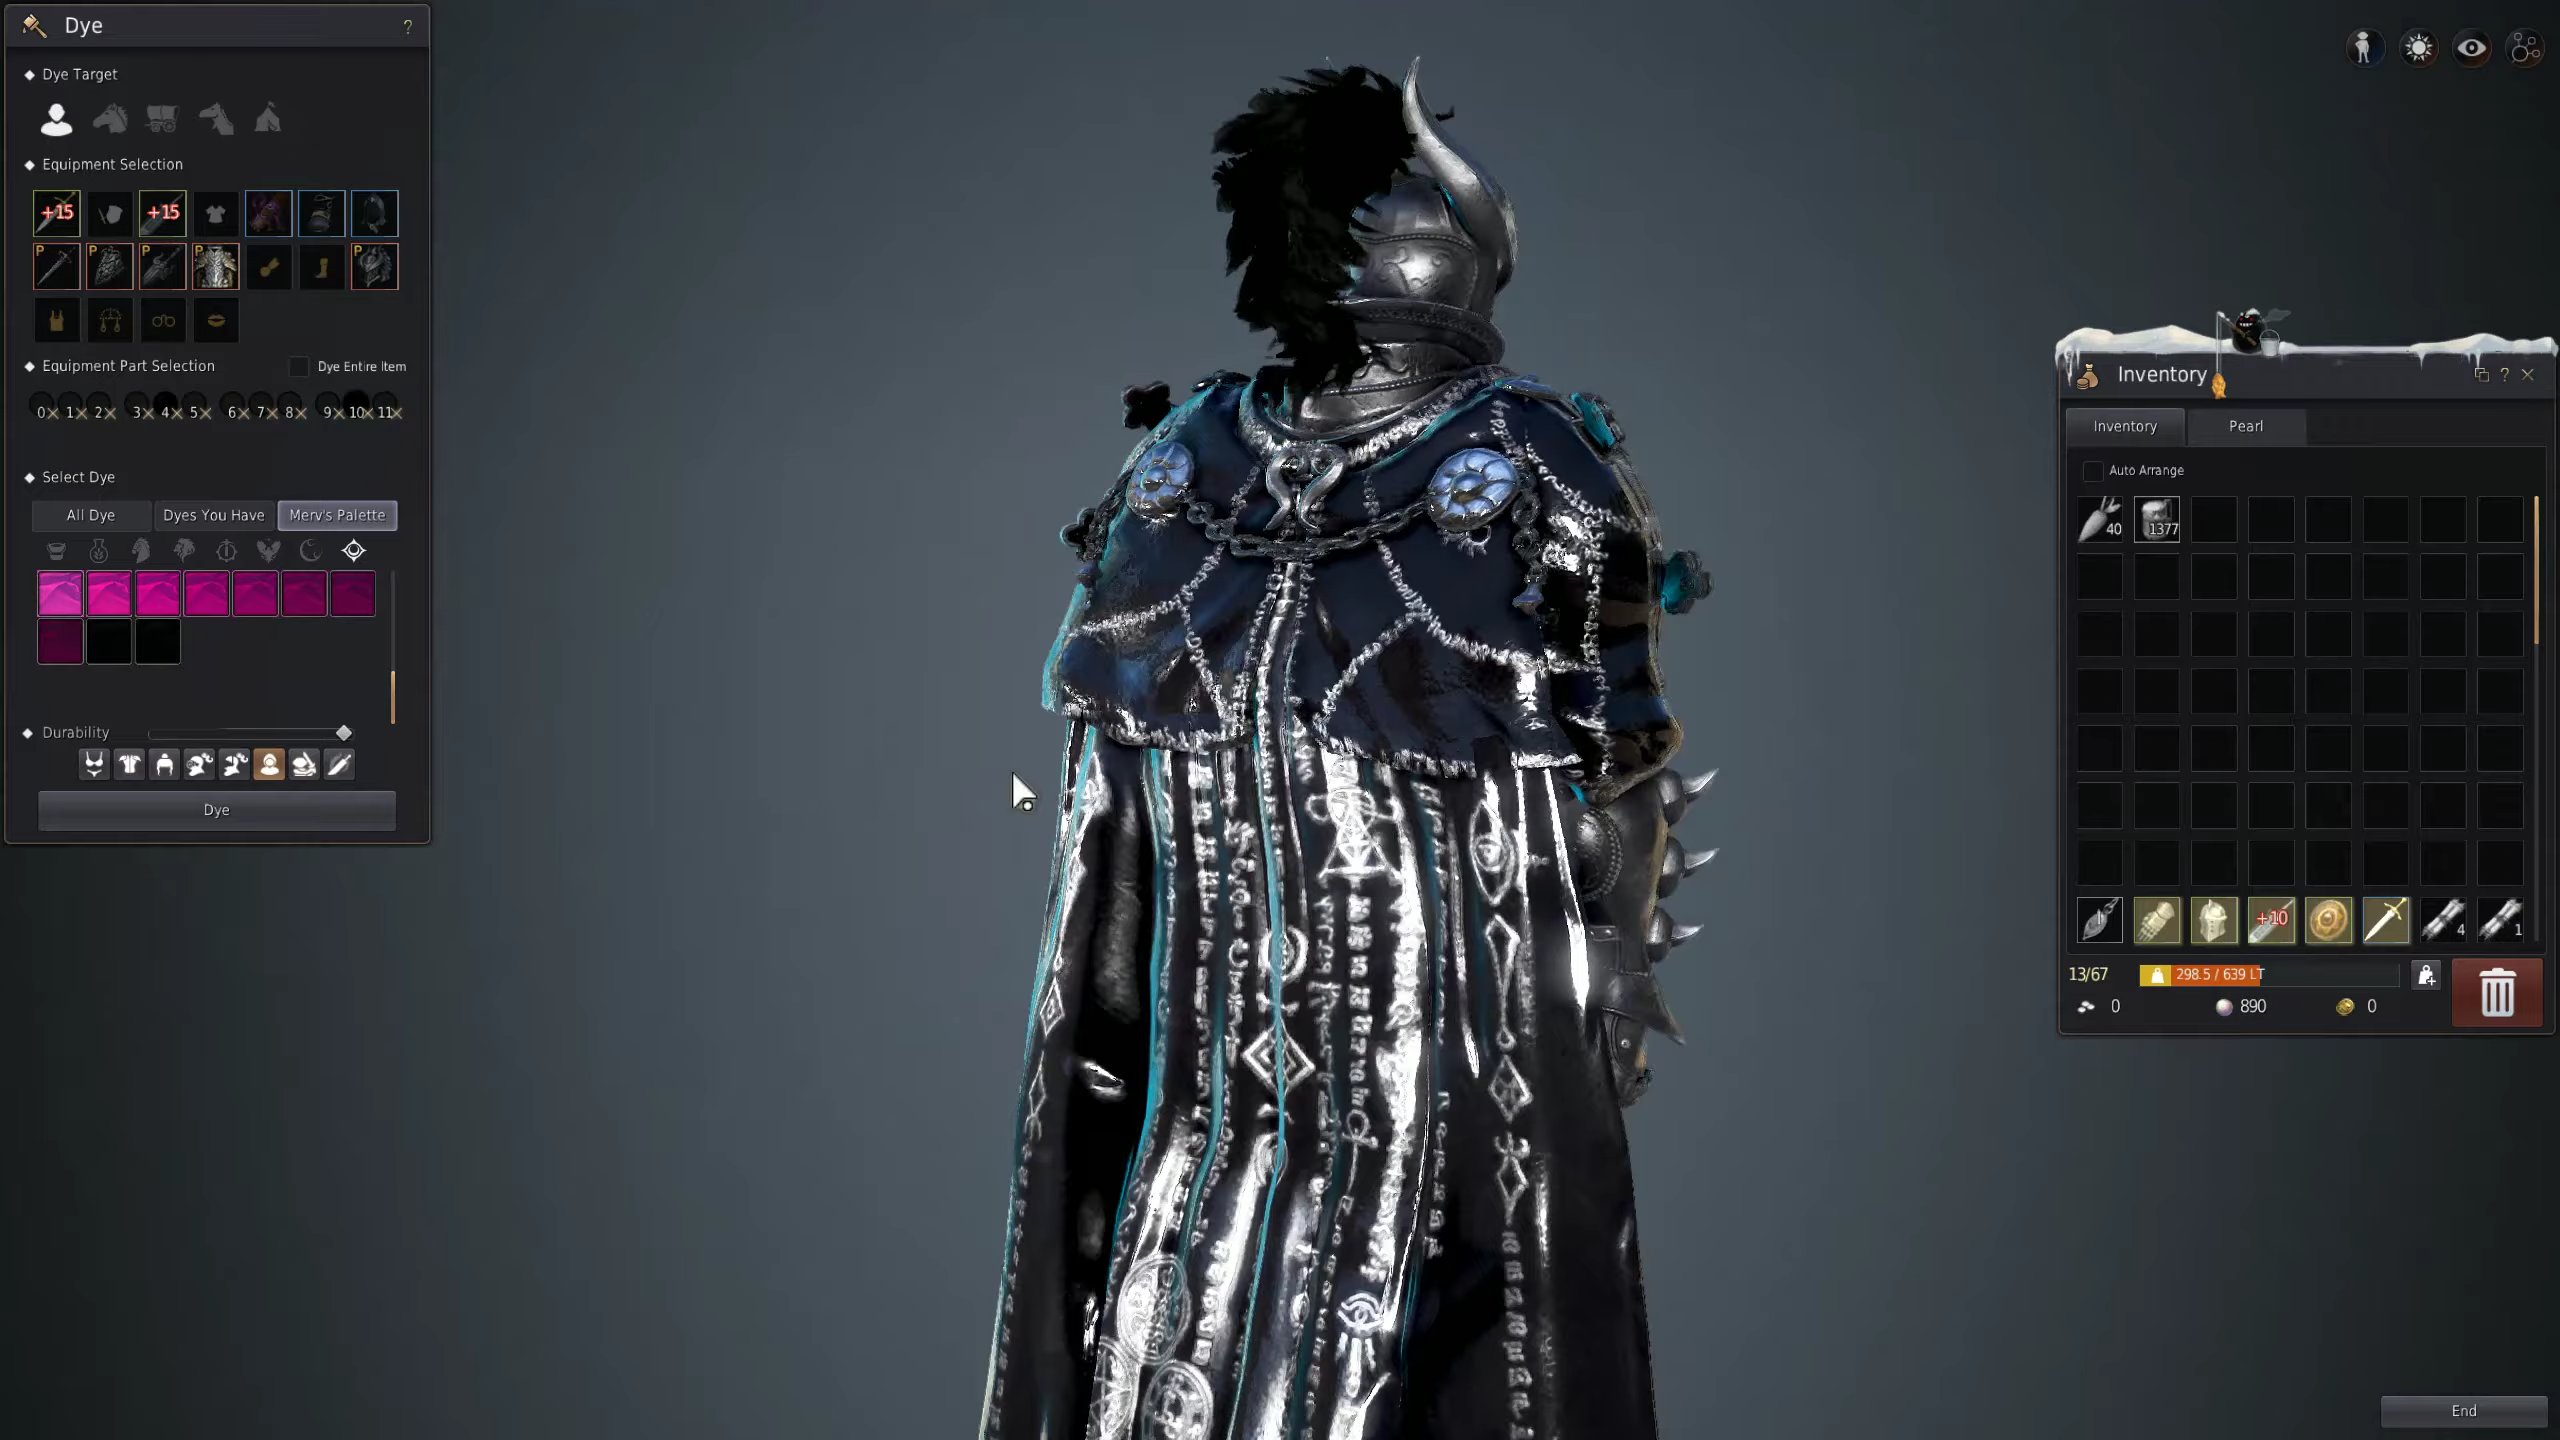 Dye
?
Dye Target
Equipment Selection
+15
+15
P
P
P
P
P
Equipment Part Selection
Dye Entire Item
0× 1× 2× 3× 4× 5× 6× 7× 8× 9× 10× 11×
Select Dye
All Dye
Dyes You Have
Merv's Palette
Durability
Dye
Inventory
?
Inventory
Pearl
Auto Arrange
40
1377
+10
4
1
13/67
298.5 / 639 LT
0
890
0
End